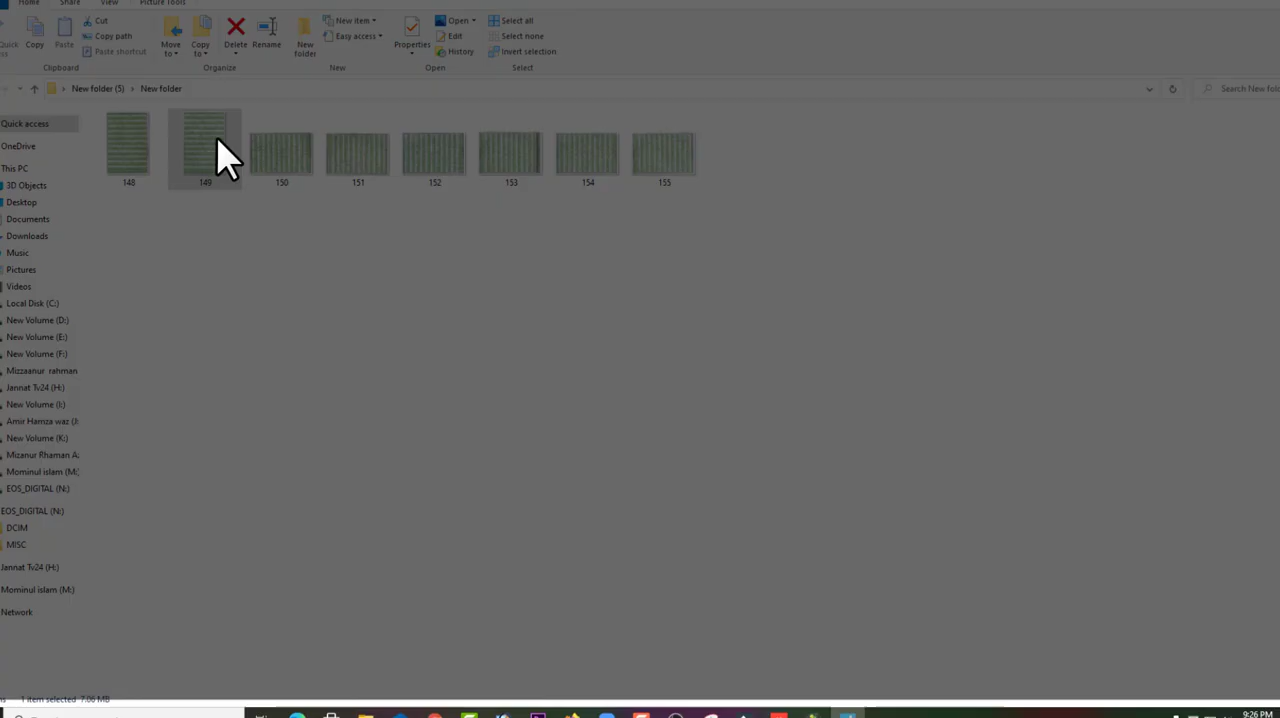 Home Share View Picture Tools
Quick Copy Paste Cut
Copy path
Paste shortcut
Move to Copy to Delete Rename
New folder
New item
Easy access
Properties
Open
Edit
History
Select all
Select none
Invert selection
Clipboard Organize New Open Select
New folder (5) New folder
Search New fold
Quick access
OneDrive
This PC
3D Objects
Desktop
Documents
Downloads
Music
Pictures
Videos
Local Disk (C:)
New Volume (D:)
New Volume (E:)
New Volume (F:)
Mizzaanur rahman
Jannat Tv24 (H:)
New Volume (I:)
Amir Hamza waz (J:
New Volume (K:)
Mizanur Rhaman A
Mominul islam (M:)
EOS_DIGITAL (N:)
EOS_DIGITAL (N:)
DCIM
MISC
Jannat Tv24 (H:)
Mominul islam (M:)
Network
148 149 150 151 152 153 154 155
1 item selected 7.06 MB
9:26 PM